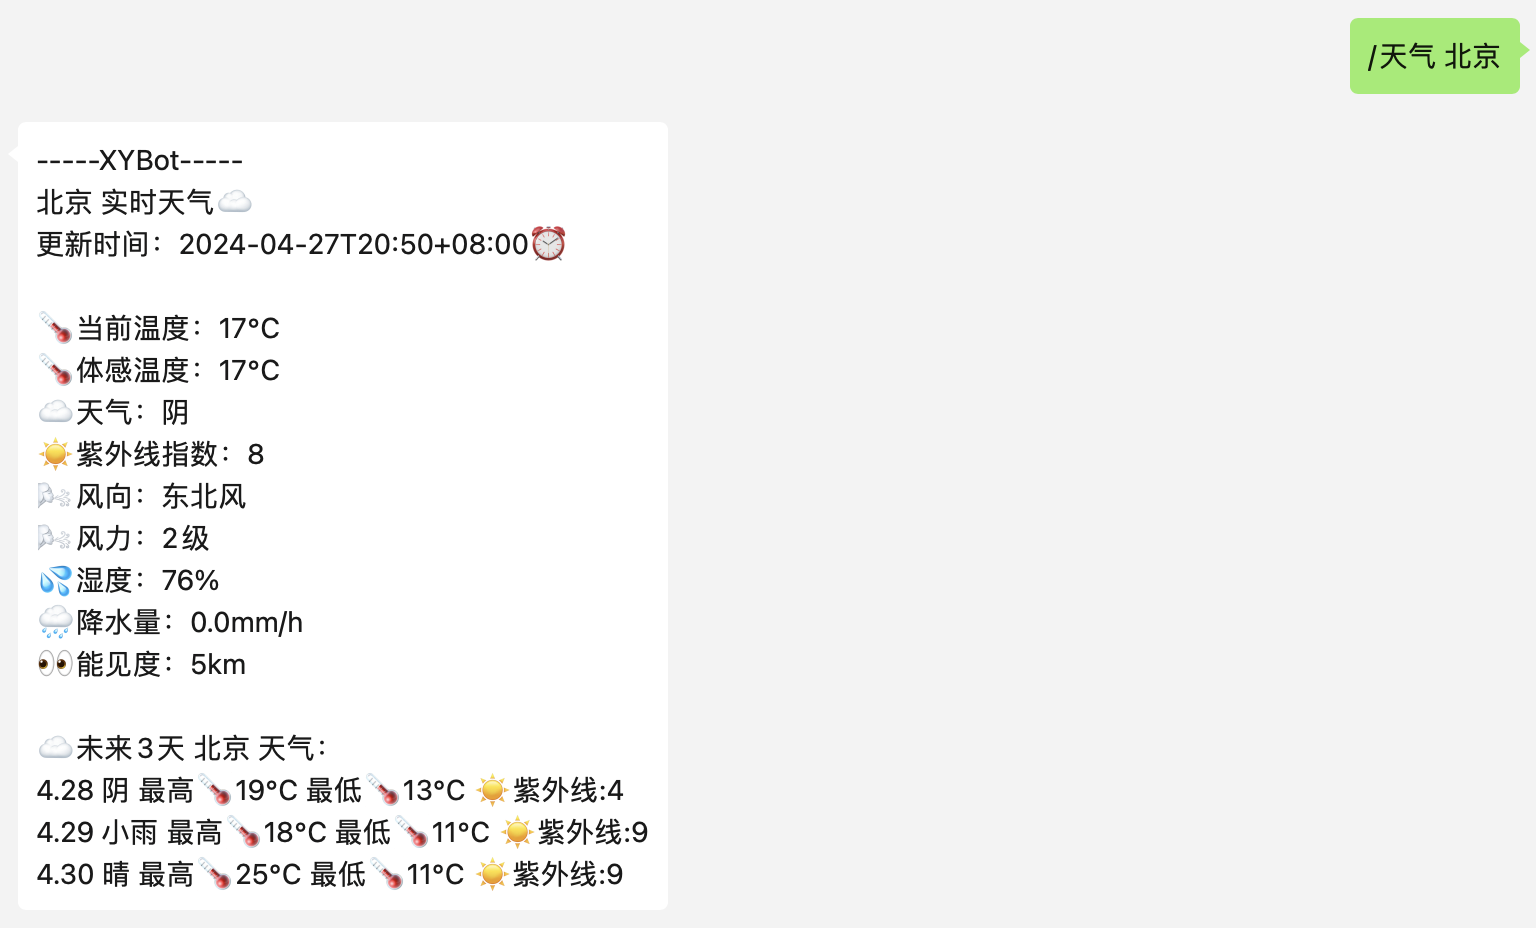 /天气 北京
-----XYBot-----
北京 实时天气☁️
更新时间：2024-04-27T20:50+08:00⏰
🌡️当前温度：17°C
🌡️体感温度：17°C
☁️天气：阴
☀️紫外线指数：8
🌬️风向：东北风
🌬️风力：2级
💦湿度：76%
🌧️降水量：0.0mm/h
👀能见度：5km
☁️未来3天 北京 天气：
4.28 阴 最高🌡️19°C 最低🌡️13°C ☀️紫外线:4
4.29 小雨 最高🌡️18°C 最低🌡️11°C ☀️紫外线:9
4.30 晴 最高🌡️25°C 最低🌡️11°C ☀️紫外线:9